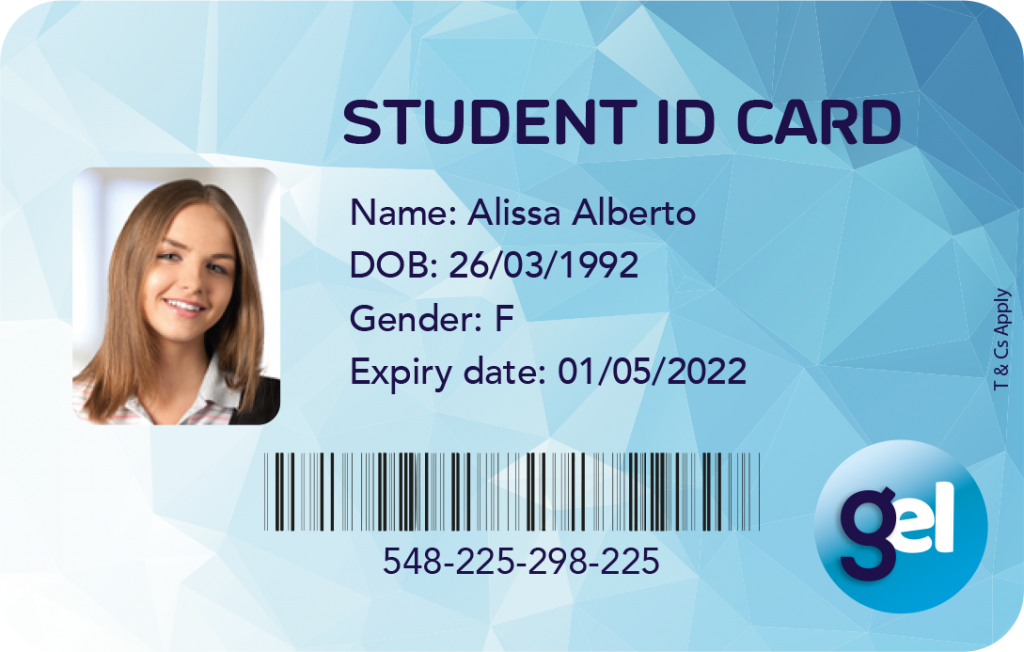 STUDENT ID CARD
Name: Alissa Alberto
DOB: 26/03/1992
Gender: F
Expiry date: 01/05/2022
T & Cs Apply
548-225-298-225
gel